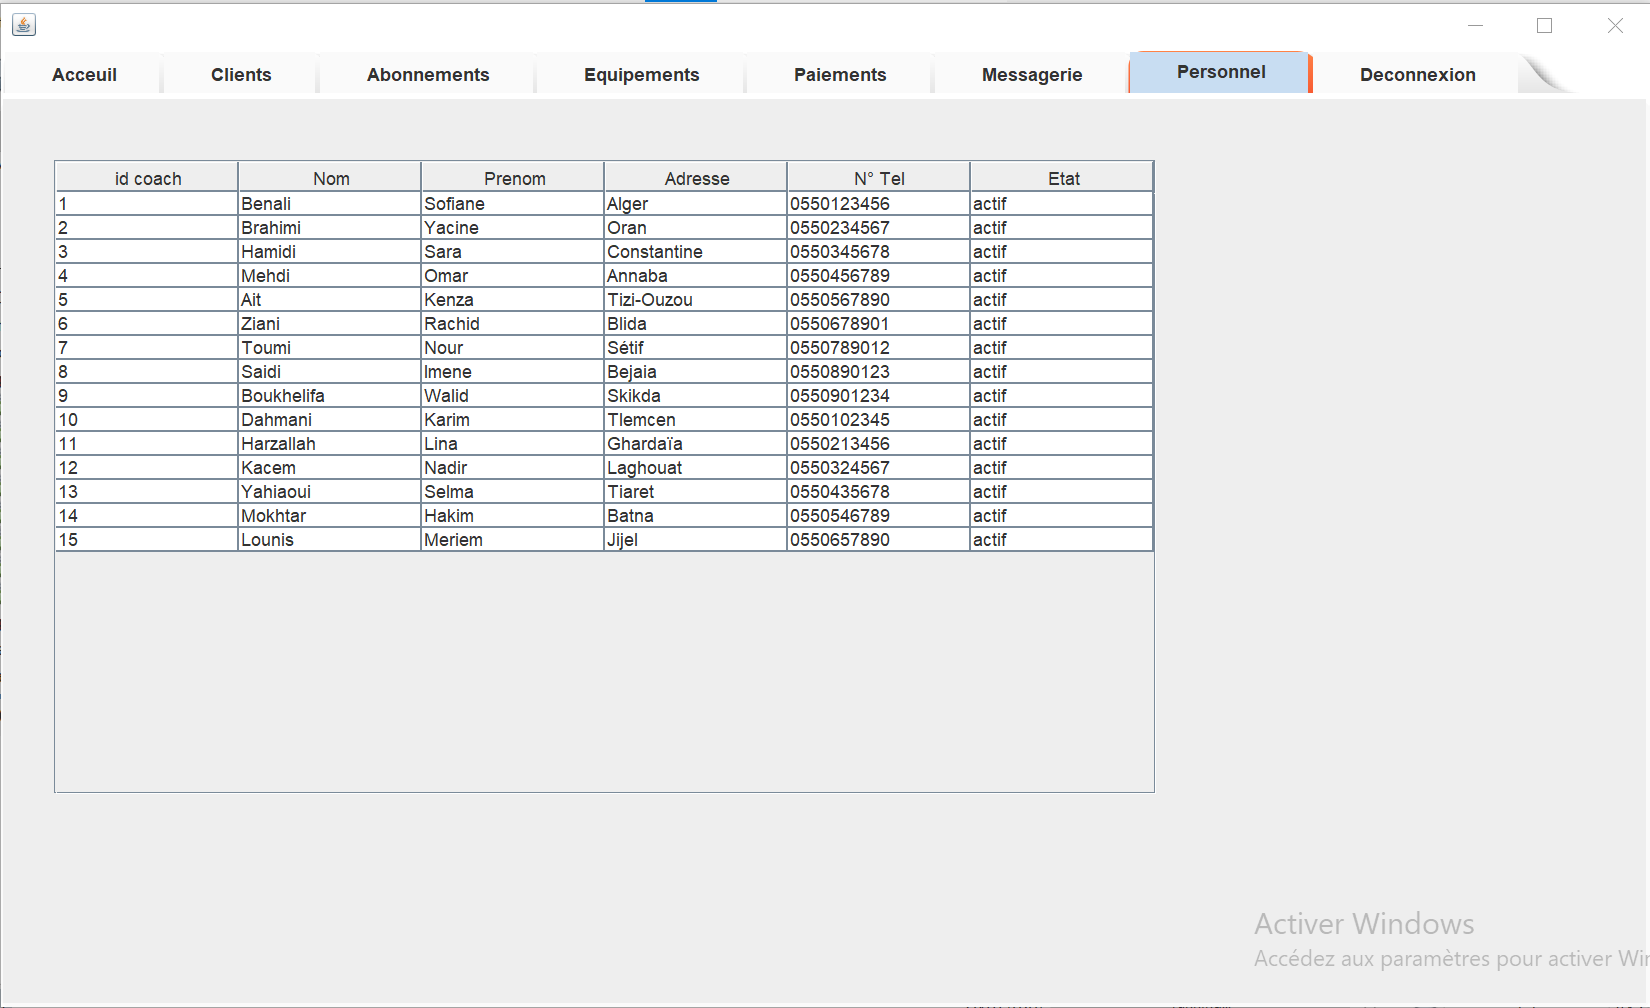 Acceuil Clients Abonnements Equipements Paiements Messagerie Personnel Deconnexion
id coach Nom Prenom Adresse N° Tel Etat
1 Benali Sofiane Alger 0550123456 actif
2 Brahimi Yacine Oran 0550234567 actif
3 Hamidi Sara Constantine 0550345678 actif
4 Mehdi Omar Annaba 0550456789 actif
5 Ait Kenza Tizi-Ouzou 0550567890 actif
6 Ziani Rachid Blida 0550678901 actif
7 Toumi Nour Sétif 0550789012 actif
8 Saidi Imene Bejaia 0550890123 actif
9 Boukhelifa Walid Skikda 0550901234 actif
10 Dahmani Karim Tlemcen 0550102345 actif
11 Harzallah Lina Ghardaïa 0550213456 actif
12 Kacem Nadir Laghouat 0550324567 actif
13 Yahiaoui Selma Tiaret 0550435678 actif
14 Mokhtar Hakim Batna 0550546789 actif
15 Lounis Meriem Jijel 0550657890 actif
Activer Windows
Accédez aux paramètres pour activer